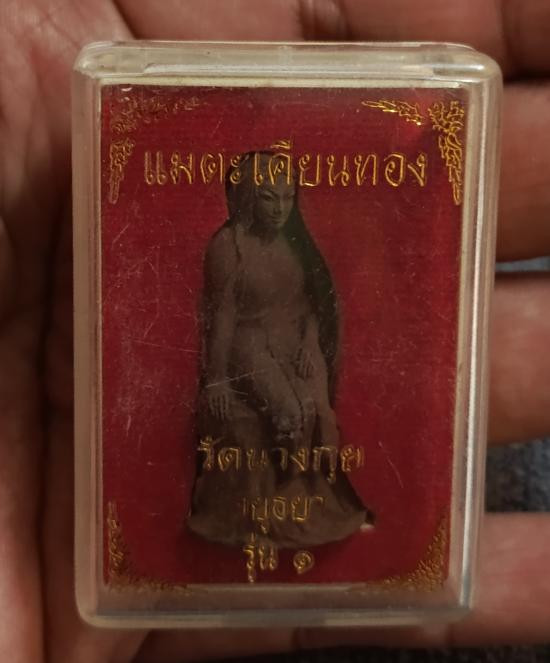 แมตะเคียนทอง
วัดนางกุย
รุ่น ๑